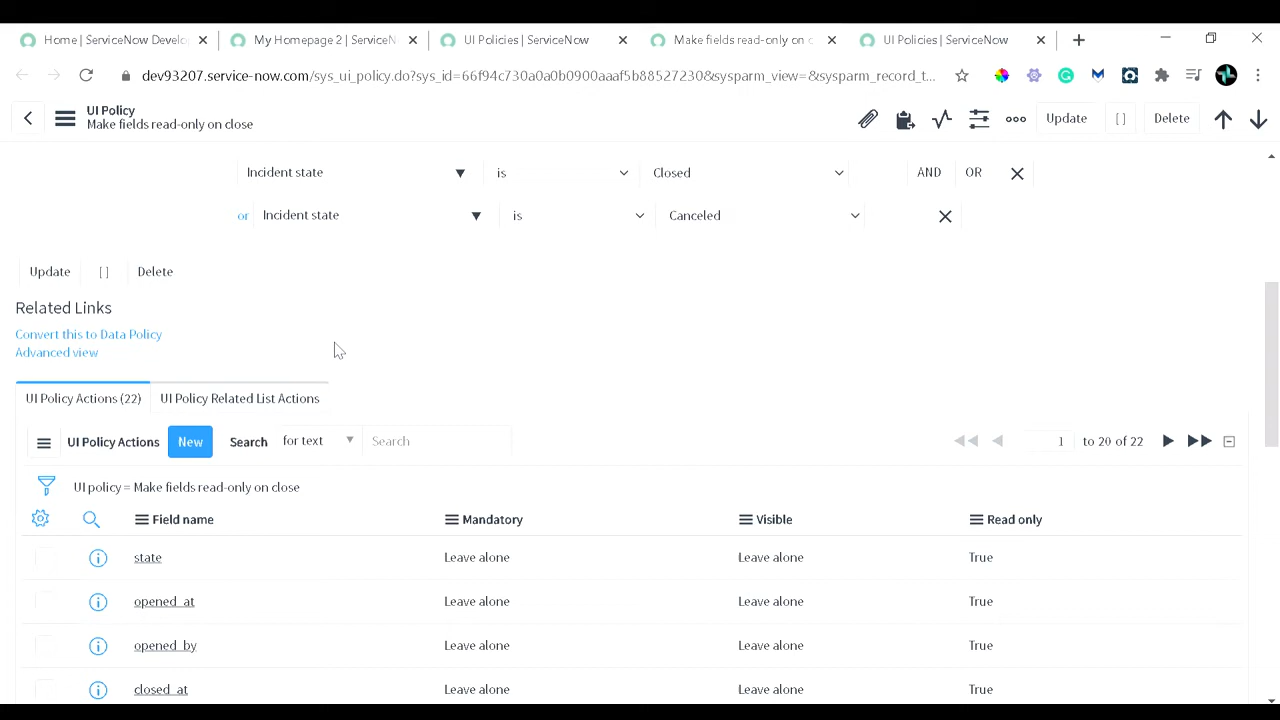 Home | ServiceNow Develo
My Homepage 2 | ServiceN
UI Policies | ServiceNow
Make fields read-only on c
UI Policies | ServiceNow
dev93207.service-now.com/sys_ui_policy.do?sys_id=66f94c730a0a0b0900aaaf5b88527230&sysparm_view=&sysparm_record_t...
UI Policy
Make fields read-only on close
Update [ ] Delete
Incident state is Closed AND OR
or Incident state is Canceled
Update [ ] Delete
Related Links
Convert this to Data Policy
Advanced view
UI Policy Actions (22) UI Policy Related List Actions
UI Policy Actions New Search for text Search 1 to 20 of 22
UI policy = Make fields read-only on close
Field name Mandatory Visible Read only
state Leave alone Leave alone True
opened_at Leave alone Leave alone True
opened_by Leave alone Leave alone True
closed_at Leave alone Leave alone True